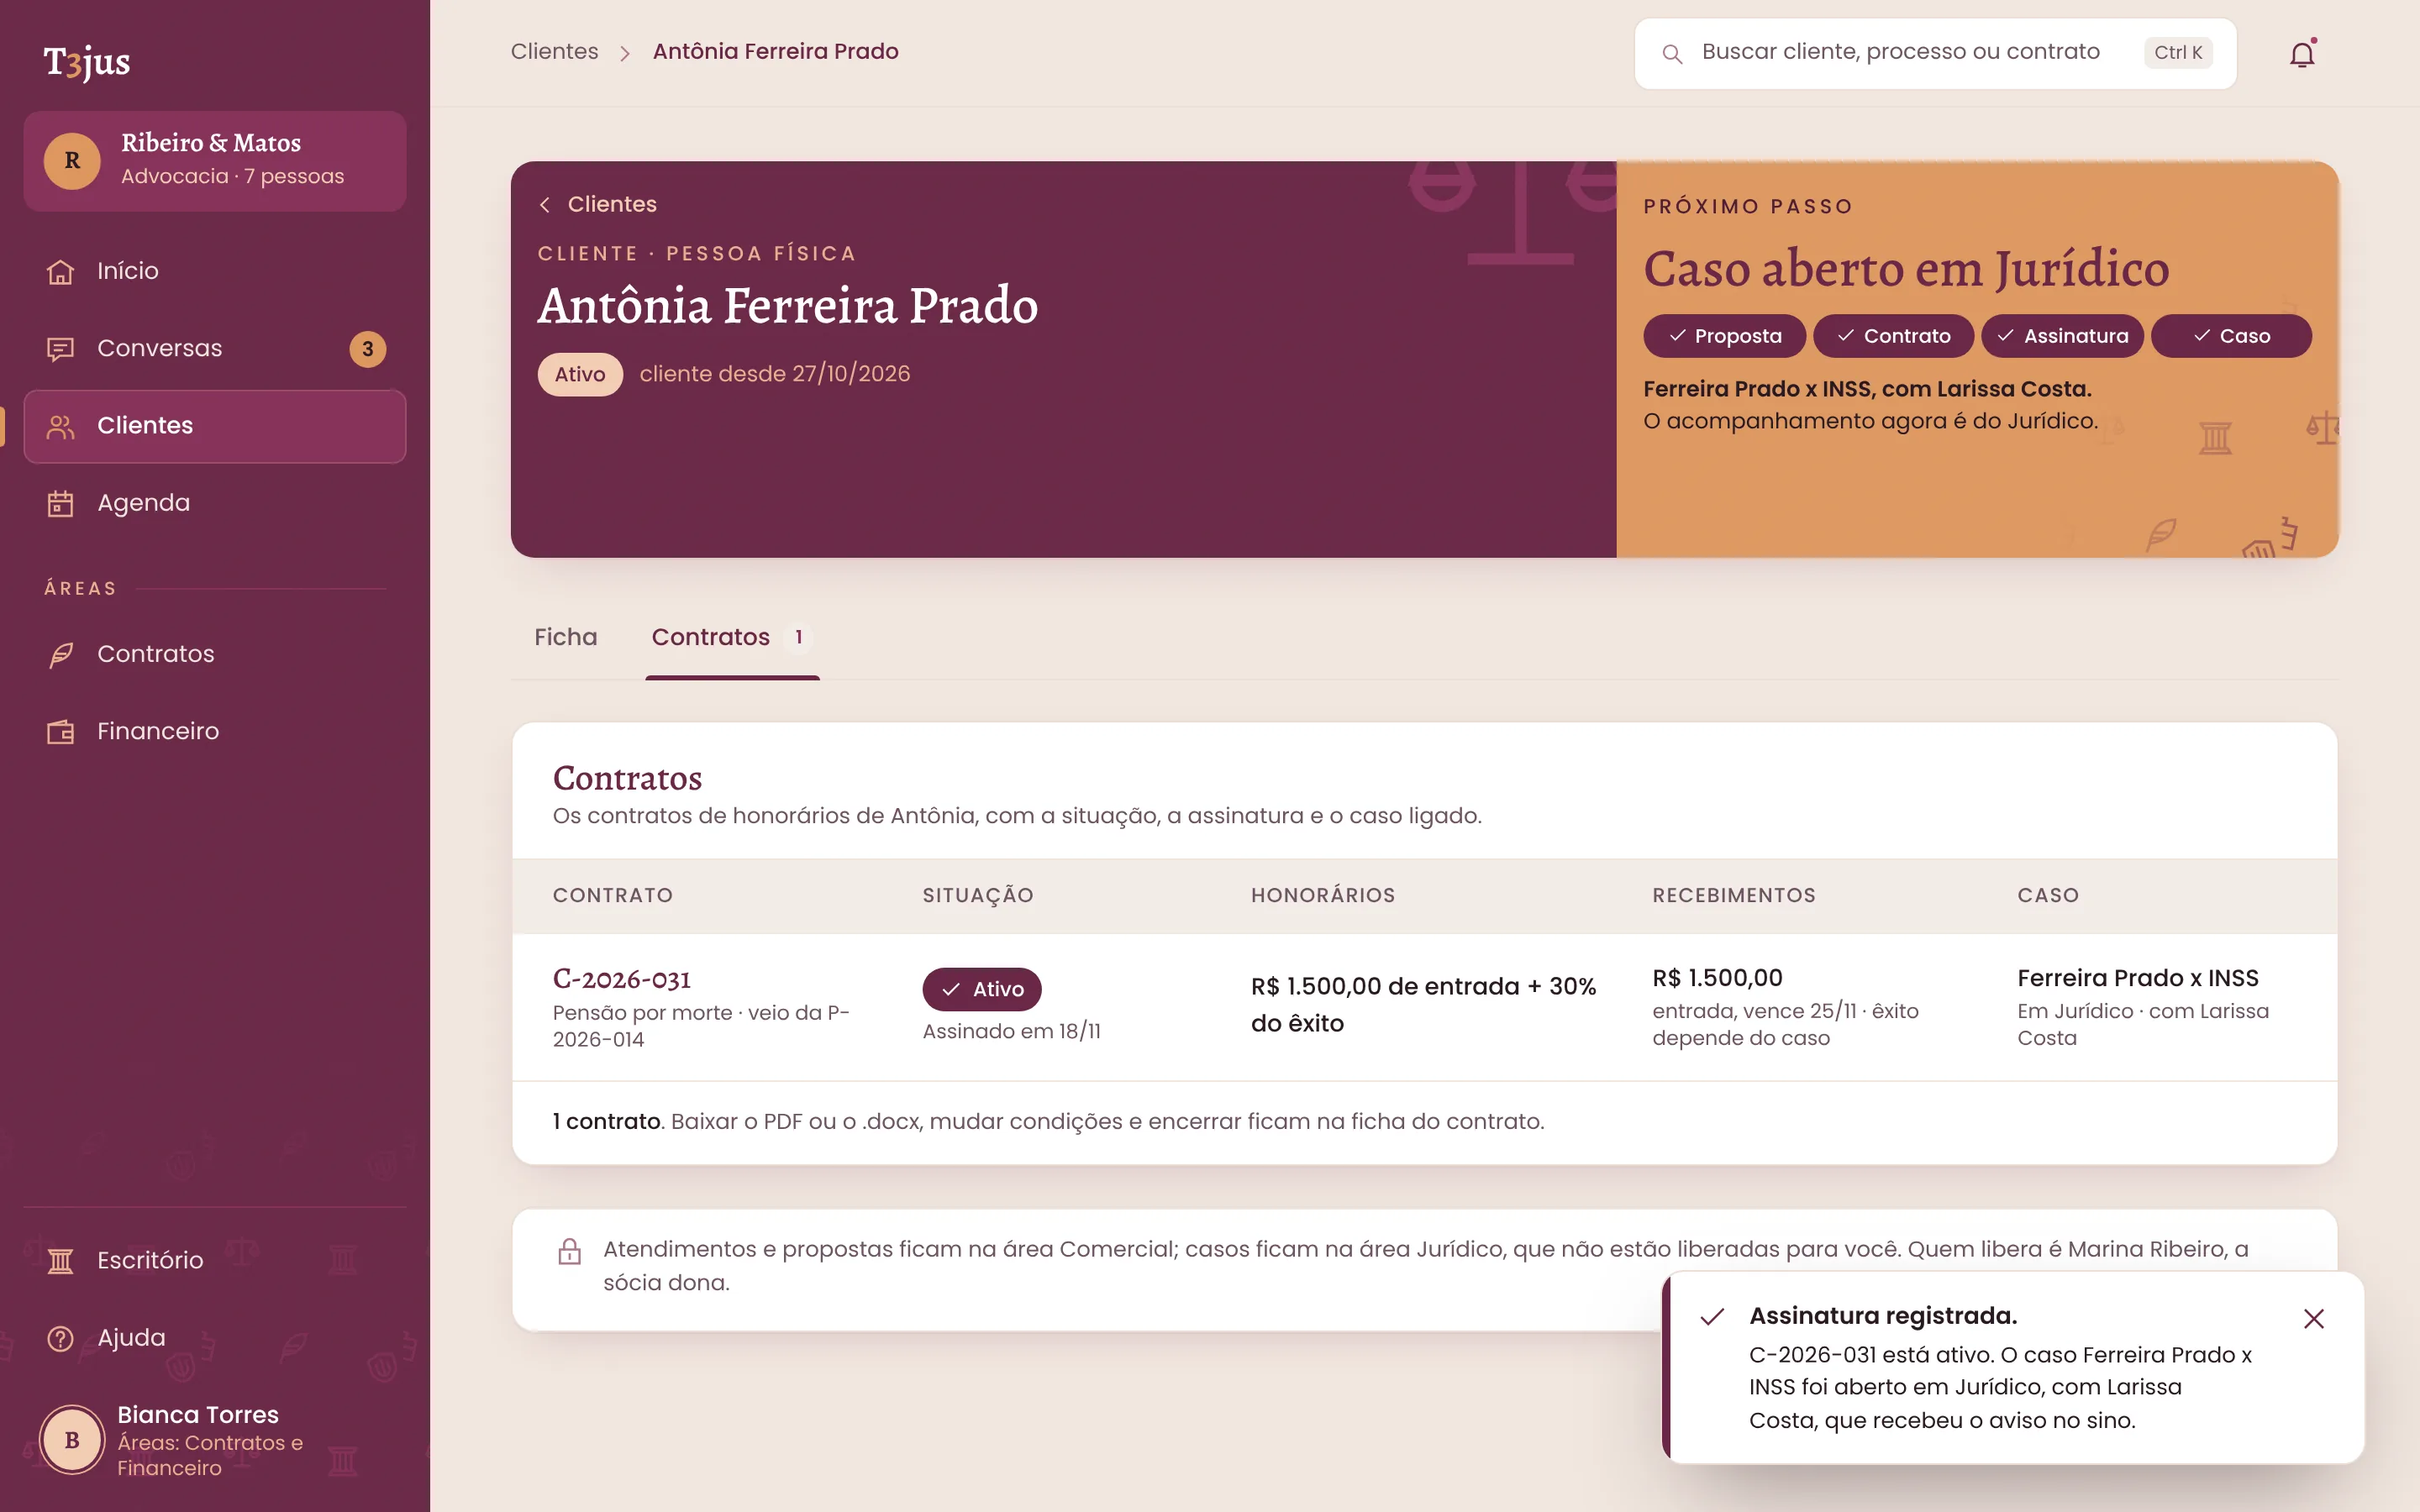 T3jus
R
Ribeiro & Matos
Advocacia · 7 pessoas
Início
Conversas
3
Clientes
Agenda
ÁREAS
Contratos
Financeiro
Escritório
Ajuda
B
Bianca Torres
Áreas: Contratos e
Financeiro
Clientes
Antônia Ferreira Prado
Buscar cliente, processo ou contrato
Ctrl K
Clientes
CLIENTE · PESSOA FÍSICA
Antônia Ferreira Prado
Ativo
cliente desde 27/10/2026
PRÓXIMO PASSO
Caso aberto em Jurídico
Proposta
Contrato
Assinatura
Caso
Ferreira Prado x INSS, com Larissa Costa.
O acompanhamento agora é do Jurídico.
Ficha
Contratos
1
Contratos
Os contratos de honorários de Antônia, com a situação, a assinatura e o caso ligado.
CONTRATO
SITUAÇÃO
HONORÁRIOS
RECEBIMENTOS
CASO
C-2026-031
Pensão por morte · veio da P-
2026-014
Ativo
Assinado em 18/11
R$ 1.500,00 de entrada + 30%
do êxito
R$ 1.500,00
entrada, vence 25/11 · êxito
depende do caso
Ferreira Prado x INSS
Em Jurídico · com Larissa
Costa
1 contrato. Baixar o PDF ou o .docx, mudar condições e encerrar ficam na ficha do contrato.
Atendimentos e propostas ficam na área Comercial; casos ficam na área Jurídico, que não estão liberadas para você. Quem libera é Marina Ribeiro, a
sócia dona.
Assinatura registrada.
C-2026-031 está ativo. O caso Ferreira Prado x
INSS foi aberto em Jurídico, com Larissa
Costa, que recebeu o aviso no sino.